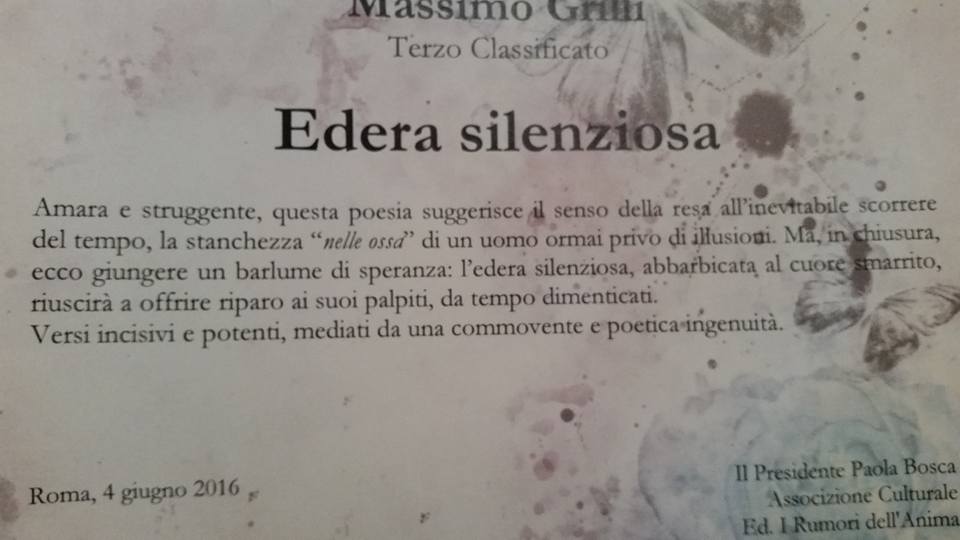 Massimo Grilli
Terzo Classificato
Edera silenziosa
Amara e struggente, questa poesia suggerisce il senso della resa all'inevitabile scorrere
del tempo, la stanchezza “nelle ossa” di un uomo ormai privo di illusioni. Ma, in chiusura,
ecco giungere un barlume di speranza: l'edera silenziosa, abbarbicata al cuore smarrito,
riuscirà a offrire riparo ai suoi palpiti, da tempo dimenticati.
Versi incisivi e potenti, mediati da una commovente e poetica ingenuità.
Roma, 4 giugno 2016
Il Presidente Paola Bosca
Associzione Culturale
Ed. I Rumori dell'Anima